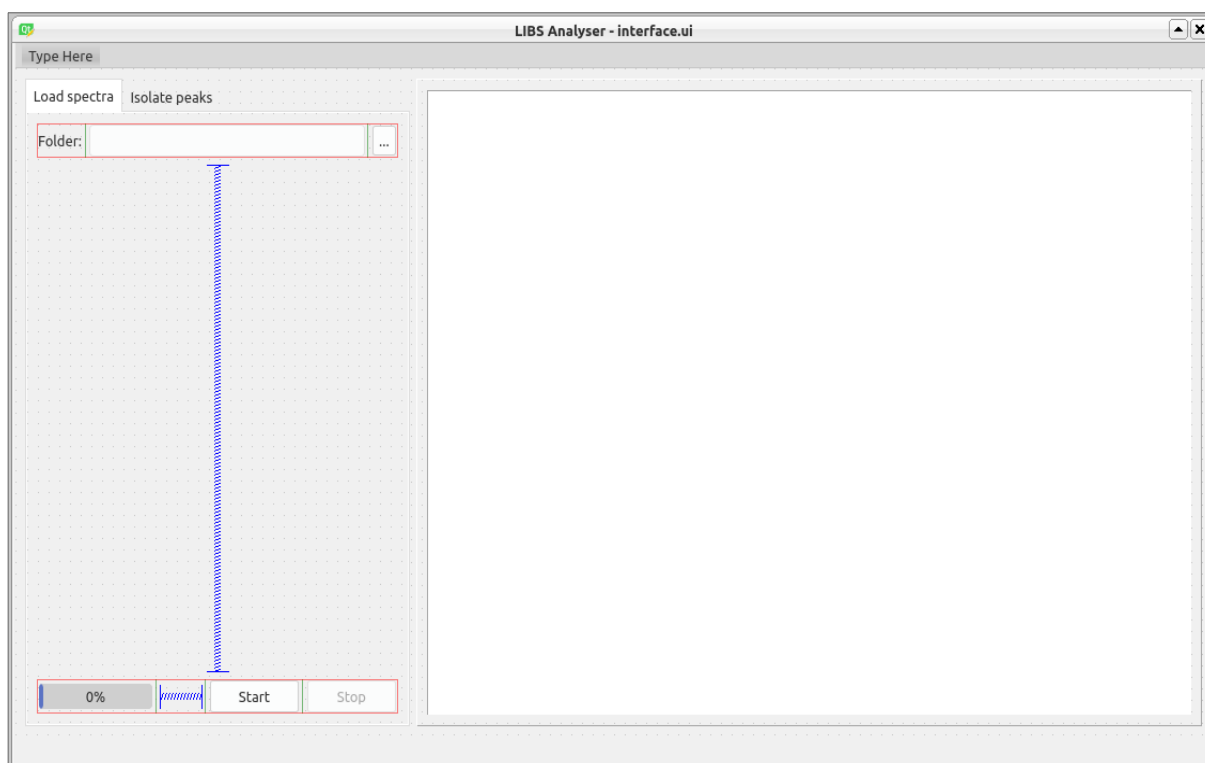 LIBS Analyser - interface.ui
Type Here
Load spectra Isolate peaks
Folder: ...
0% Start Stop